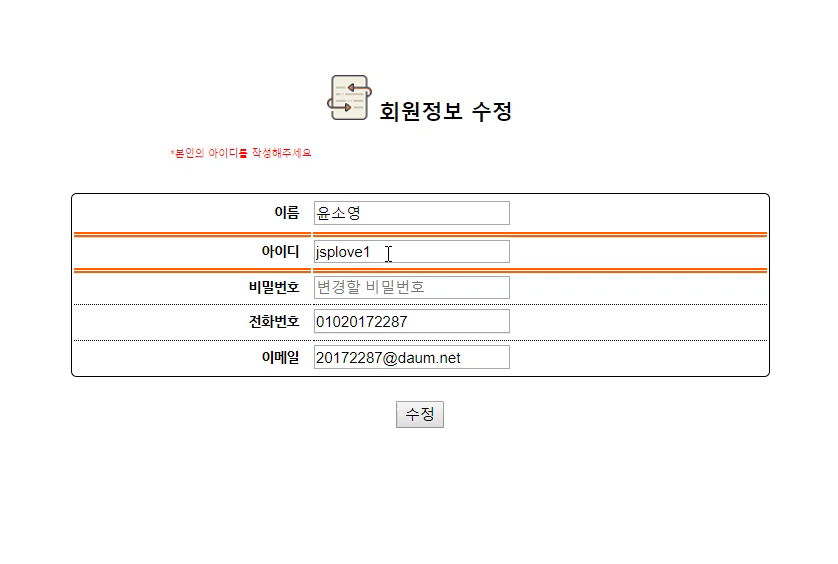 회원정보 수정
*본인의 아이디를 작성해주세요
이름 윤소영
아이디 jsplove1
비밀번호 변경할 비밀번호
전화번호 01020172287
이메일 20172287@daum.net
수정